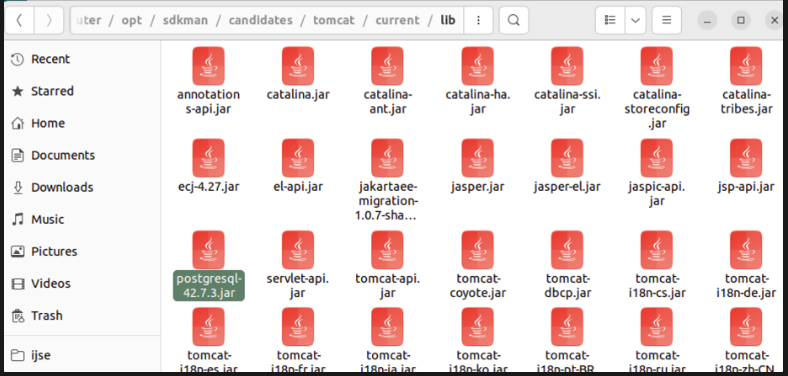 uter / opt / sdkman / candidates / tomcat / current / lib
Recent
Starred
Home
Documents
Downloads
Music
Pictures
Videos
Trash
ijse
annotation
s-api.jar
catalina.jar
catalina-
ant.jar
catalina-ha.
jar
catalina-ssi.
jar
catalina-
storeconfig
.jar
catalina-
tribes.jar
ecj-4.27.jar
el-api.jar
jakartaee-
migration-
1.0.7-sha...
jasper.jar
jasper-el.jar
jaspic-api.
jar
jsp-api.jar
postgresql-
42.7.3.jar
servlet-api.
jar
tomcat-api.
jar
tomcat-
coyote.jar
tomcat-
dbcp.jar
tomcat-
i18n-cs.jar
tomcat-
i18n-de.jar
tomcat-
i18n-es.jar
tomcat-
i18n-fr.jar
tomcat-
i18n-ja.jar
tomcat-
i18n-ko.jar
tomcat-
i18n-pt-BR
tomcat-
i18n-ru.jar
tomcat-
i18n-zh-CN